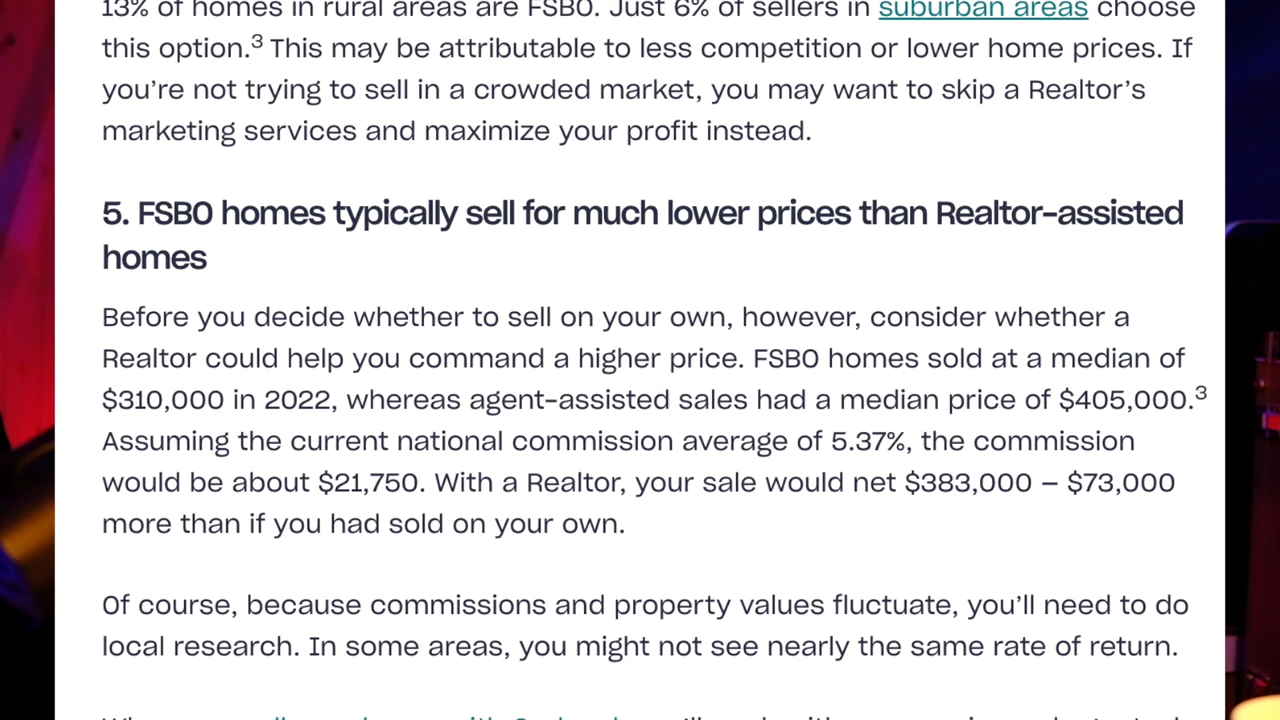 13% of homes in rural areas are FSBO. Just 6% of sellers in suburban areas choose
this option.3 This may be attributable to less competition or lower home prices. If
you’re not trying to sell in a crowded market, you may want to skip a Realtor’s
marketing services and maximize your profit instead.
5. FSBO homes typically sell for much lower prices than Realtor-assisted
homes
Before you decide whether to sell on your own, however, consider whether a
Realtor could help you command a higher price. FSBO homes sold at a median of
$310,000 in 2022, whereas agent-assisted sales had a median price of $405,000.3
Assuming the current national commission average of 5.37%, the commission
would be about $21,750. With a Realtor, your sale would net $383,000 – $73,000
more than if you had sold on your own.
Of course, because commissions and property values fluctuate, you’ll need to do
local research. In some areas, you might not see nearly the same rate of return.